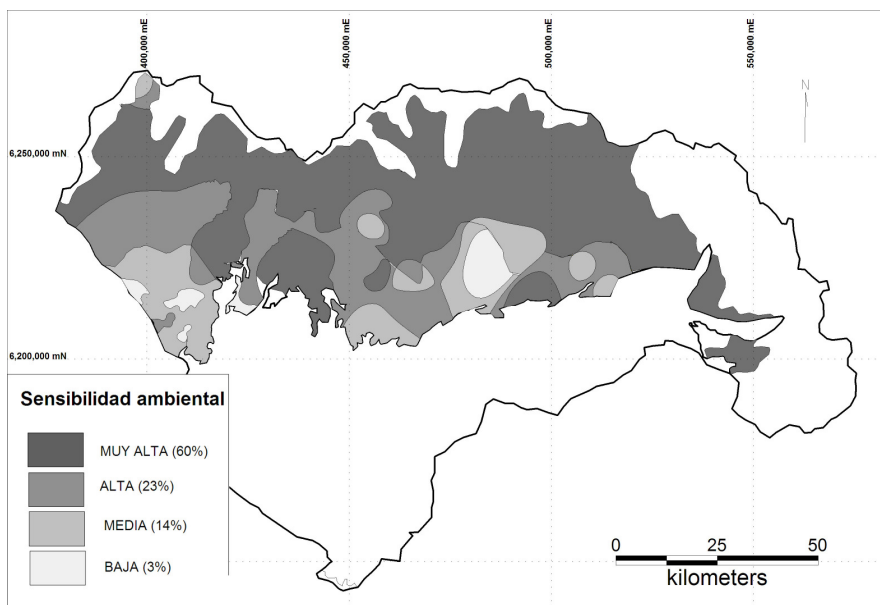 400,000 mE
450,000 mE
500,000 mE
550,000 mE
N
6,250,000 mN
6,200,000 mN
Sensibilidad ambiental
MUY ALTA (60%)
ALTA (23%)
MEDIA (14%)
BAJA (3%)
0 25 50
kilometers